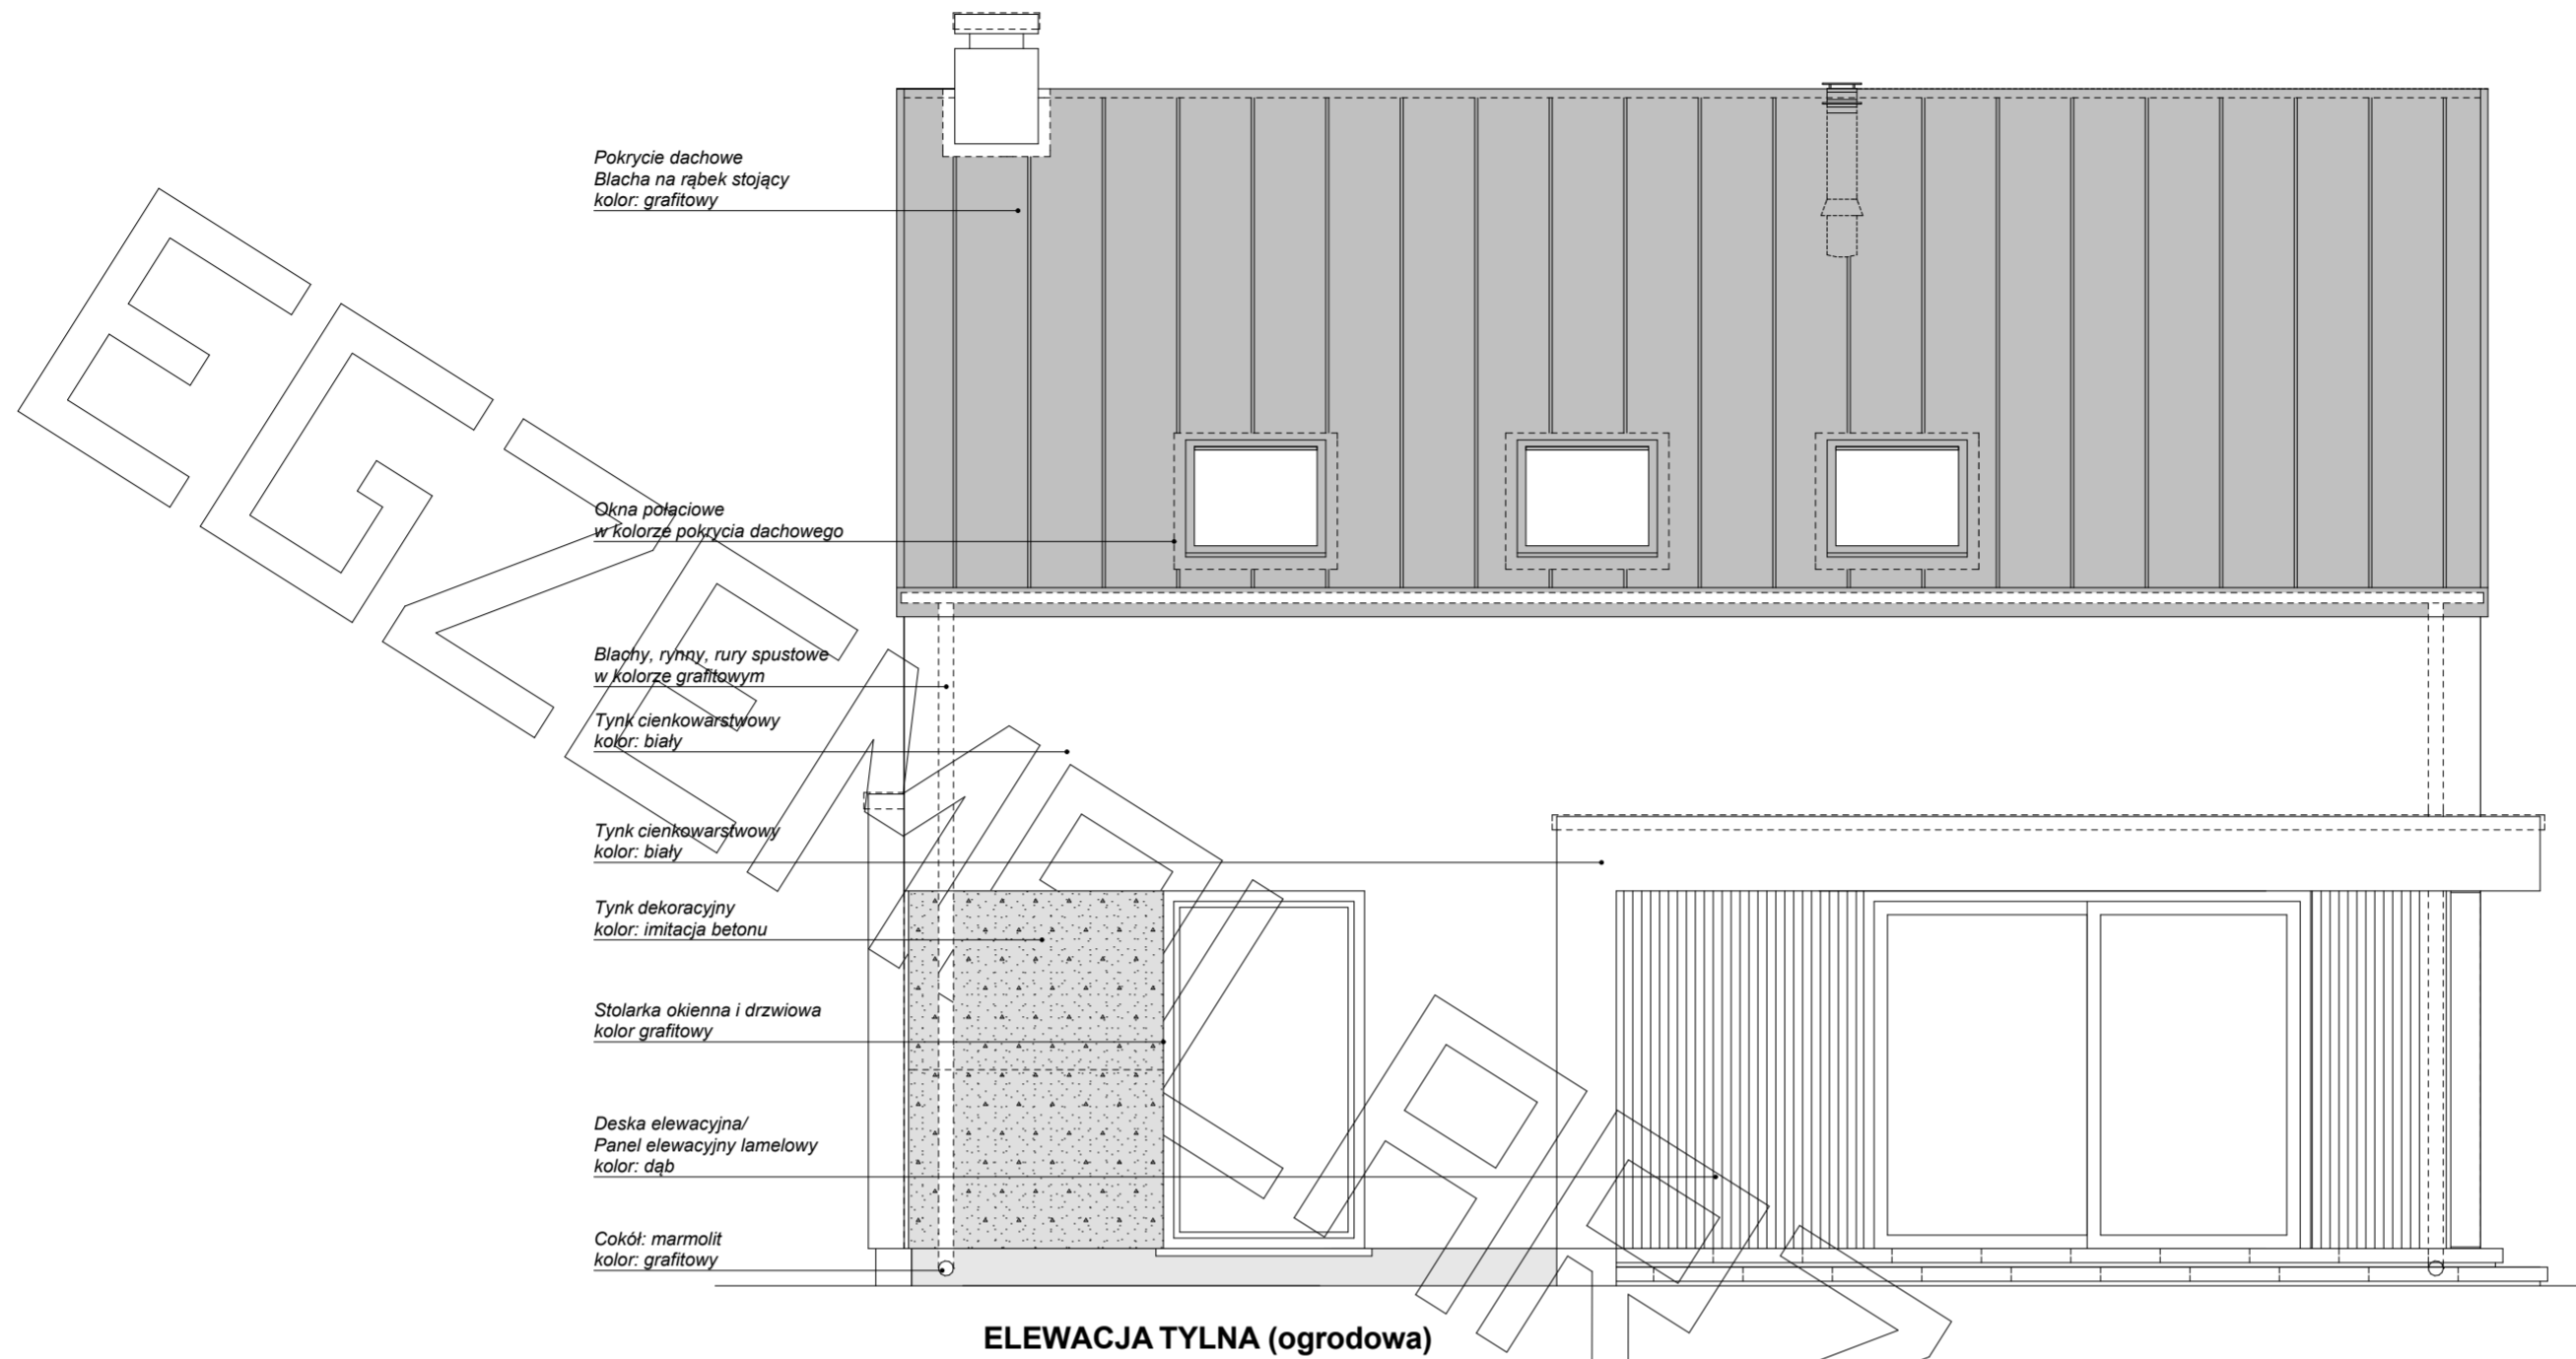 Pokrycie dachowe
Blacha na rąbek stojący
kolor: grafitowy
Okna połaciowe
w kolorze pokrycia dachowego
Blachy, rynny, rury spustowe
w kolorze grafitowym
Tynk cienkowarstwowy
kolor: biały
Tynk cienkowarstwowy
kolor: biały
Tynk dekoracyjny
kolor: imitacja betonu
Stolarka okienna i drzwiowa
kolor grafitowy
Deska elewacyjna/
Panel elewacyjny lamelowy
kolor: dąb
Cokół: marmolit
kolor: grafitowy
ELEWACJA TYLNA (ogrodowa)